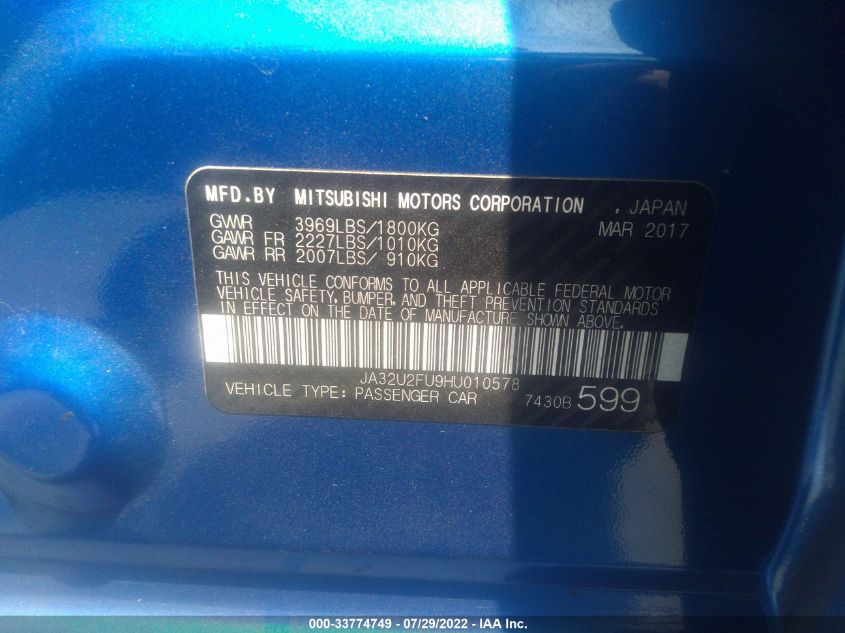 MFD.BY MITSUBISHI MOTORS CORPORATION , JAPAN
GVWR 3969LBS/1800KG MAR 2017
GAWR FR 2227LBS/1010KG
GAWR RR 2007LBS/ 910KG
THIS VEHICLE CONFORMS TO ALL APPLICABLE FEDERAL MOTOR
VEHICLE SAFETY, BUMPER, AND THEFT PREVENTION STANDARDS
IN EFFECT ON THE DATE OF MANUFACTURE SHOWN ABOVE.
JA32U2FU9HU010578
VEHICLE TYPE: PASSENGER CAR 7430B 599
000-33774749 - 07/29/2022 - IAA Inc.